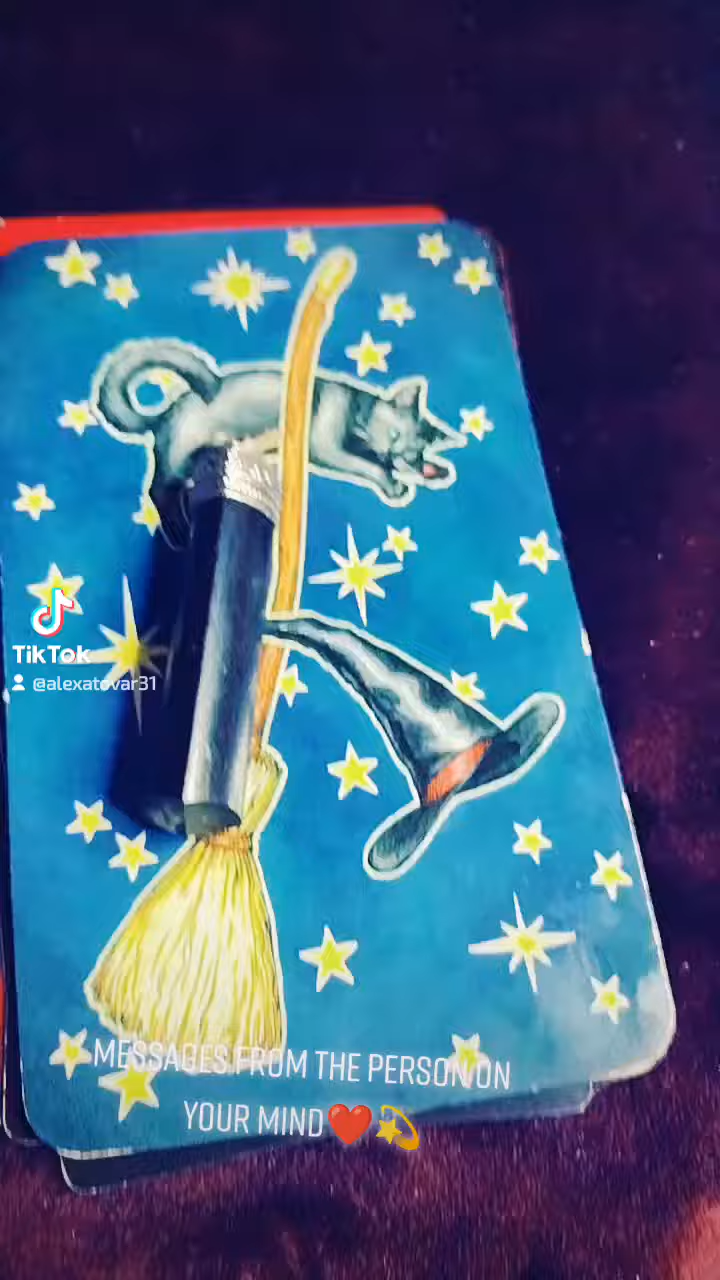 TikTok
@alexatovar31
MESSAGES FROM THE PERSON ON
YOUR MIND❤️💫